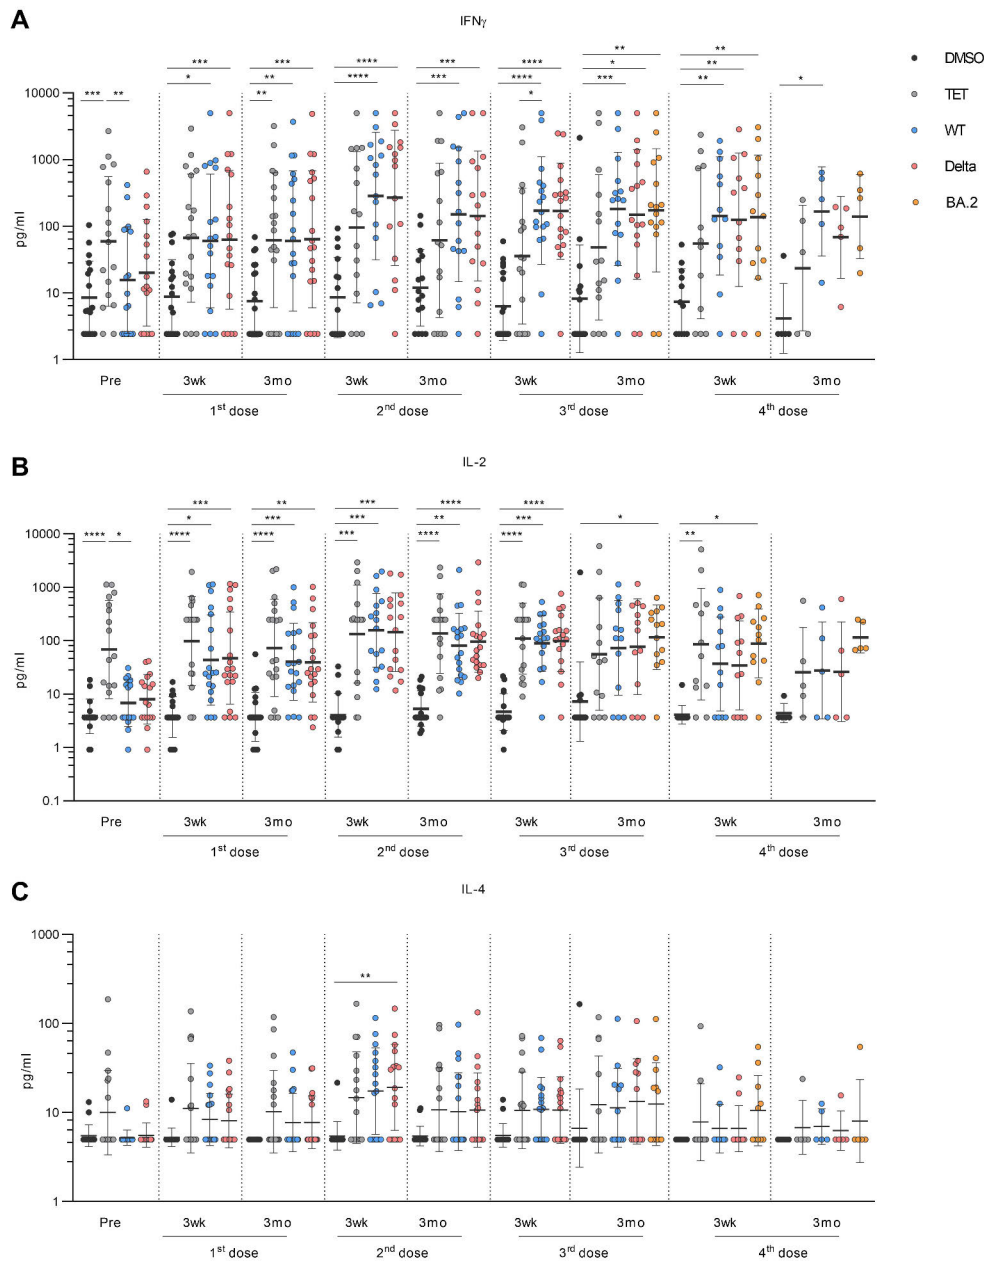 A
IFNγ
DMSO
TET
WT
Delta
BA.2
** **
*** *** **** *** **** * **
* ** **** *** **** *** ** *
*** ** ** *
10000
1000
100
10
1
pg/ml
Pre 3wk 3mo 3wk 3mo 3wk 3mo 3wk 3mo
1st dose 2nd dose 3rd dose 4th dose
B
IL-2
*** ** *** **** ****
* *** *** ** *** * *
**** * **** **** *** **** **** **
10000
1000
100
10
1
0.1
pg/ml
Pre 3wk 3mo 3wk 3mo 3wk 3mo 3wk 3mo
1st dose 2nd dose 3rd dose 4th dose
C
IL-4
**
1000
100
10
1
pg/ml
Pre 3wk 3mo 3wk 3mo 3wk 3mo 3wk 3mo
1st dose 2nd dose 3rd dose 4th dose